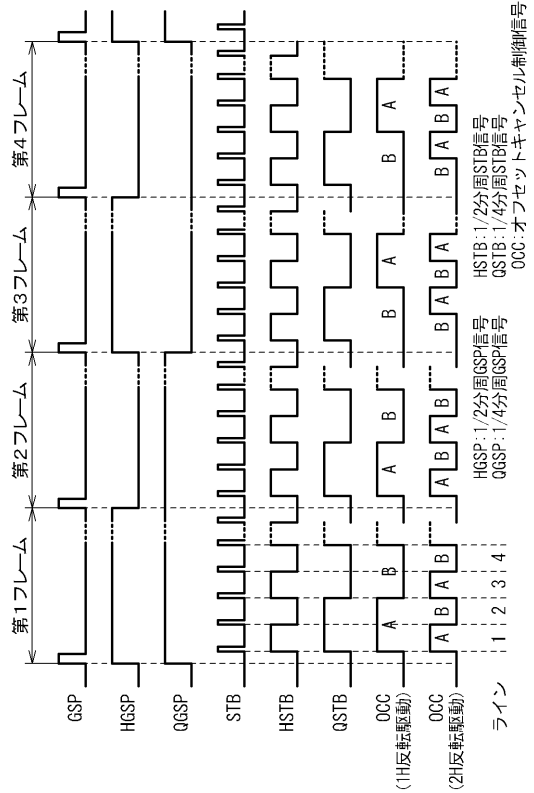 第1フレーム 第2フレーム 第3フレーム 第4フレーム
GSP
HGSP
QGSP
STB
HSTB
QSTB
OCC
(1H反転駆動)
A B A B B A B A
OCC
(2H反転駆動)
A B A B A B A B B A B A B A B A
ライン 1 2 3 4
HGSP:1/2分周GSP信号
QGSP:1/4分周GSP信号
HSTB:1/2分周STB信号
QSTB:1/4分周STB信号
OCC:オフセットキャンセル制御信号